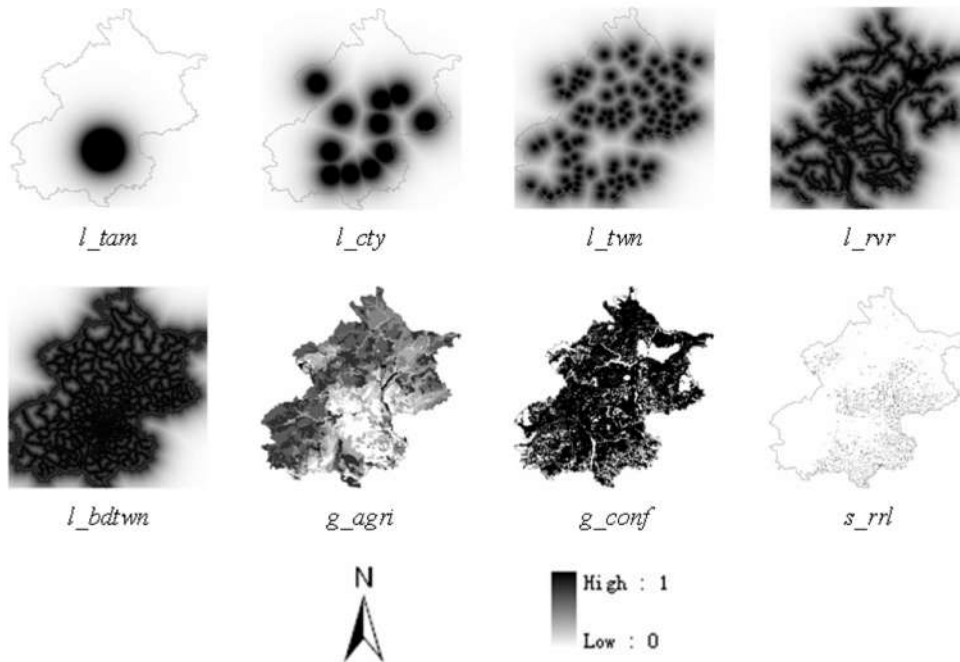 l_tam
l_cty
l_twn
l_rvr
l_bdtwn
g_agri
g_conf
s_rrl
N
High : 1
Low : 0